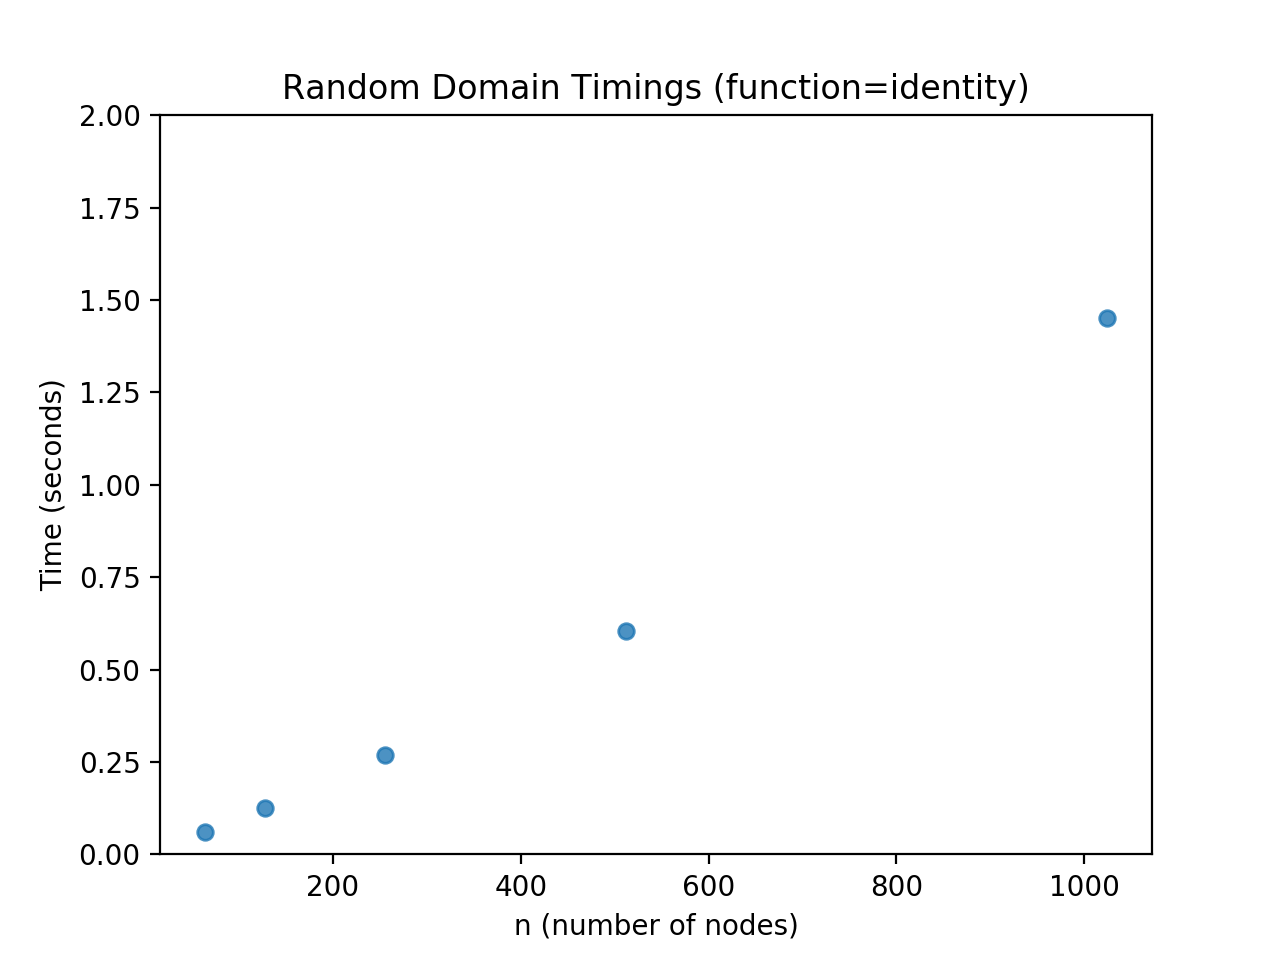 Random Domain Timings (function=identity)
2.00
1.75
1.50
1.25
1.00
0.75
0.50
0.25
0.00
Time (seconds)
200 400 600 800 1000
n (number of nodes)